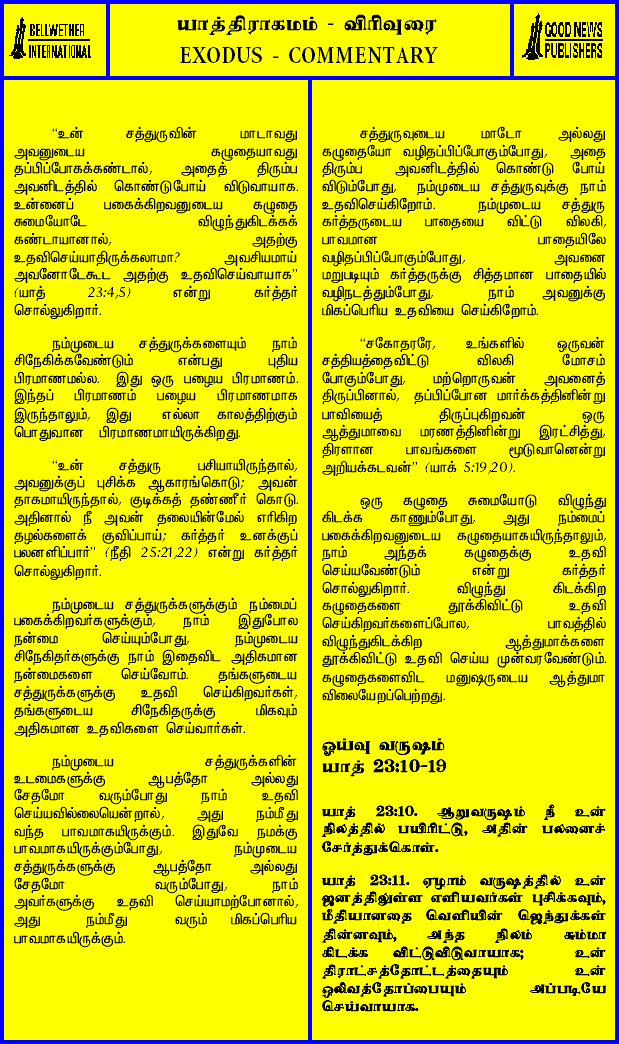 BELLWETHER
INTERNATIONAL
யாத்திராகமம் - விரிவுரை
EXODUS - COMMENTARY
GOOD NEWS
PUBLISHERS
“உன் சத்துருவின் மாடாவது
அவனுடைய கழுதையாவது
தப்பிப்போகக்கண்டால், அதைத் திரும்ப
அவனிடத்தில் கொண்டுபோய் விடுவாயாக.
உன்னைப் பகைக்கிறவனுடைய கழுதை
சுமையோடே விழுந்துகிடக்கக்
கண்டாயானால், அதற்கு
உதவிசெய்யாதிருக்கலாமா? அவசியமாய்
அவனோடேகூட அதற்கு உதவிசெய்வாயாக”
(யாத் 23:4,5) என்று கர்த்தர்
சொல்லுகிறார்.
நம்முடைய சத்துருக்களையும் நாம்
சிநேகிக்கவேண்டும் என்பது புதிய
பிரமாணமல்ல. இது ஒரு பழைய பிரமாணம்.
இந்தப் பிரமாணம் பழைய பிரமாணமாக
இருந்தாலும், இது எல்லா காலத்திற்கும்
பொதுவான பிரமாணமாயிருக்கிறது.
“உன் சத்துரு பசியாயிருந்தால்,
அவனுக்குப் புசிக்க ஆகாரங்கொடு; அவன்
தாகமாயிருந்தால், குடிக்கத் தண்ணீர் கொடு.
அதினால் நீ அவன் தலையின்மேல் எரிகிற
தழல்களைக் குவிப்பாய்; கர்த்தர் உனக்குப்
பலனளிப்பார்” (நீதி 25:21,22) என்று கர்த்தர்
சொல்லுகிறார்.
நம்முடைய சத்துருக்களுக்கும் நம்மைப்
பகைக்கிறவர்களுக்கும், நாம் இதுபோல
நன்மை செய்யும்போது, நம்முடைய
சிநேகிதர்களுக்கு நாம் இதைவிட அதிகமான
நன்மைகளை செய்வோம். தங்களுடைய
சத்துருக்களுக்கு உதவி செய்கிறவர்கள்,
தங்களுடைய சிநேகிதருக்கு மிகவும்
அதிகமான உதவிகளை செய்வார்கள்.
நம்முடைய சத்துருக்களின்
உடமைகளுக்கு ஆபத்தோ அல்லது
சேதமோ வரும்போது நாம் உதவி
செய்யவில்லையென்றால், அது நம்மீது
வந்த பாவமாகயிருக்கும். இதுவே நமக்கு
பாவமாகயிருக்கும்போது, நம்முடைய
சத்துருக்களுக்கு ஆபத்தோ அல்லது
சேதமோ வரும்போது, நாம்
அவர்களுக்கு உதவி செய்யாமற்போனால்,
அது நம்மீது வரும் மிகப்பெரிய
பாவமாகயிருக்கும்.
சத்துருவுடைய மாடோ அல்லது
கழுதையோ வழிதப்பிப்போகும்போது, அதை
திரும்ப அவனிடத்தில் கொண்டு போய்
விடும்போது, நம்முடைய சத்துருவுக்கு நாம்
உதவிசெய்கிறோம். நம்முடைய சத்துரு
கர்த்தருடைய பாதையை விட்டு விலகி,
பாவமான பாதையிலே
வழிதப்பிப்போகும்போது, அவனை
மறுபடியும் கர்த்தருக்கு சித்தமான பாதையில்
வழிநடத்தும்போது, நாம் அவனுக்கு
மிகப்பெரிய உதவியை செய்கிறோம்.
“சகோதரரே, உங்களில் ஒருவன்
சத்தியத்தைவிட்டு விலகி மோசம்
போகும்போது, மற்றொருவன் அவனைத்
திருப்பினால், தப்பிப்போன மார்க்கத்தினின்று
பாவியைத் திருப்புகிறவன் ஒரு
ஆத்துமாவை மரணத்தினின்று இரட்சித்து,
திரளான பாவங்களை மூடுவானென்று
அறியக்கடவன்” (யாக் 5:19,20).
ஒரு கழுதை சுமையோடு விழுந்து
கிடக்க காணும்போது, அது நம்மைப்
பகைக்கிறவனுடைய கழுதையாகயிருந்தாலும்,
நாம் அந்தக் கழுதைக்கு உதவி
செய்யவேண்டும் என்று கர்த்தர்
சொல்லுகிறார். விழுந்து கிடக்கிற
கழுதைகளை தூக்கிவிட்டு உதவி
செய்கிறவர்களைப்போல, பாவத்தில்
விழுந்துகிடக்கிற ஆத்துமாக்களை
தூக்கிவிட்டு உதவி செய்ய முன்வரவேண்டும்.
கழுதைகளைவிட மனுஷருடைய ஆத்துமா
விலையேறப்பெற்றது.
ஓய்வு வருஷம்
யாத் 23:10-19
யாத் 23:10. ஆறுவருஷம் நீ உன்
நிலத்தில் பயிரிட்டு, அதின் பலனைச்
சேர்த்துக்கொள்.
யாத் 23:11. ஏழாம் வருஷத்தில் உன்
ஜனத்திலுள்ள எளியவர்கள் புசிக்கவும்,
மீதியானதை வெளியின் ஜெந்துக்கள்
தின்னவும், அந்த நிலம் சும்மா
கிடக்க விட்டுவிடுவாயாக; உன்
திராட்சத்தோட்டத்தையும் உன்
ஒலிவத்தோப்பையும் அப்படியே
செய்வாயாக.